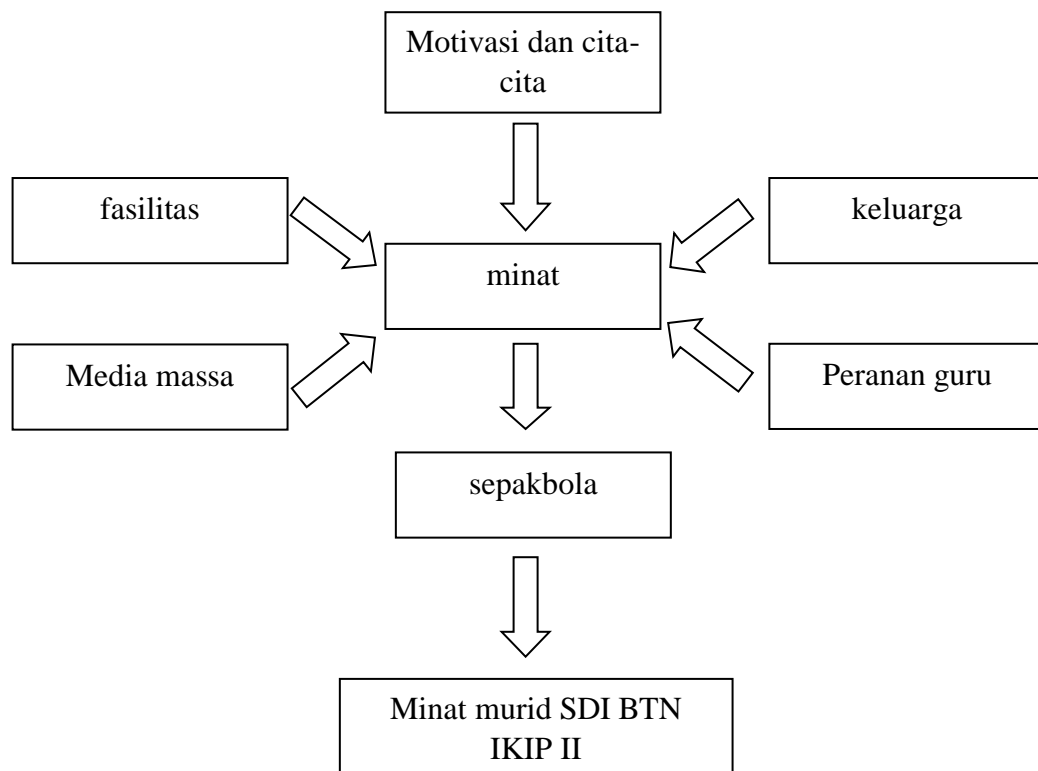 Motivasi dan cita-
cita
fasilitas
keluarga
minat
Media massa
Peranan guru
sepakbola
Minat murid SDI BTN
IKIP II